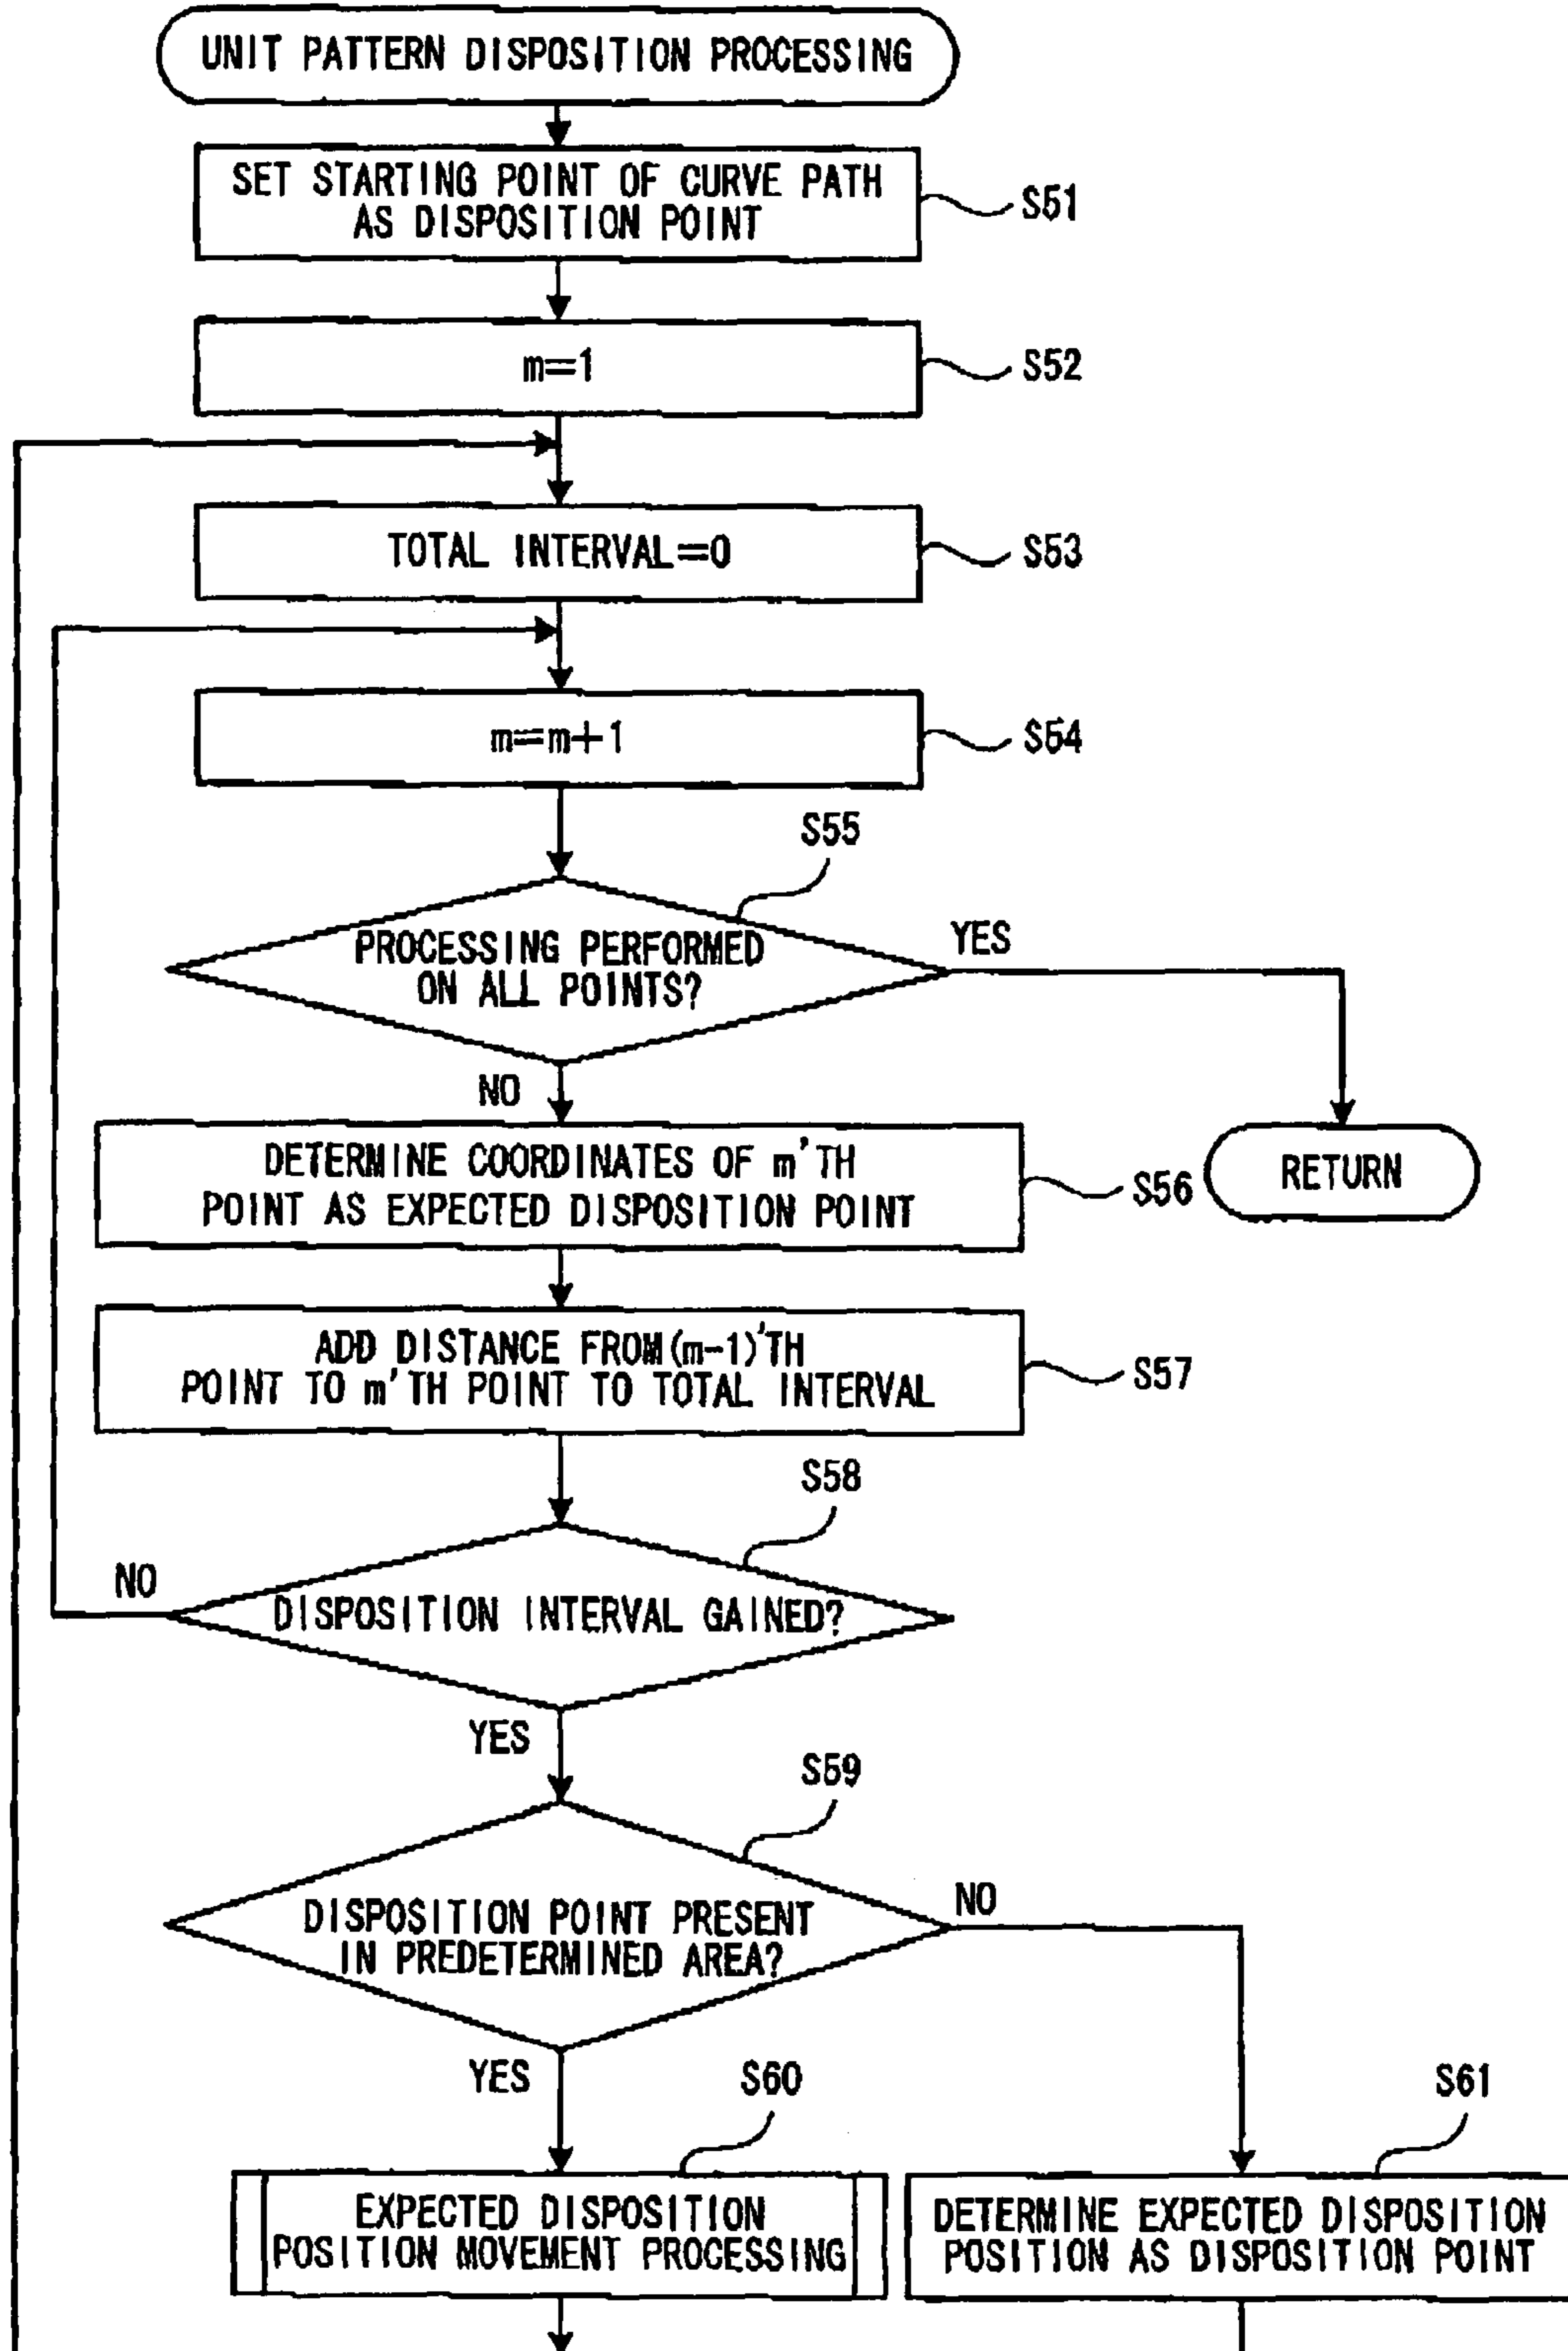 UNIT PATTERN DISPOSITION PROCESSING
SET STARTING POINT OF CURVE PATH
AS DISPOSITION POINT
S51
m=1
S52
TOTAL INTERVAL=0
S53
m=m+1
S54
S55
PROCESSING PERFORMED
ON ALL POINTS?
YES
NO
DETERMINE COORDINATES OF m'TH
POINT AS EXPECTED DISPOSITION POINT
S56
RETURN
ADD DISTANCE FROM(m-1)'TH
POINT TO m'TH POINT TO TOTAL INTERVAL
S57
S58
NO
DISPOSITION INTERVAL GAINED?
YES
S59
DISPOSITION POINT PRESENT
IN PREDETERMINED AREA?
NO
YES
S60
S61
EXPECTED DISPOSITION
POSITION MOVEMENT PROCESSING
DETERMINE EXPECTED DISPOSITION
POSITION AS DISPOSITION POINT